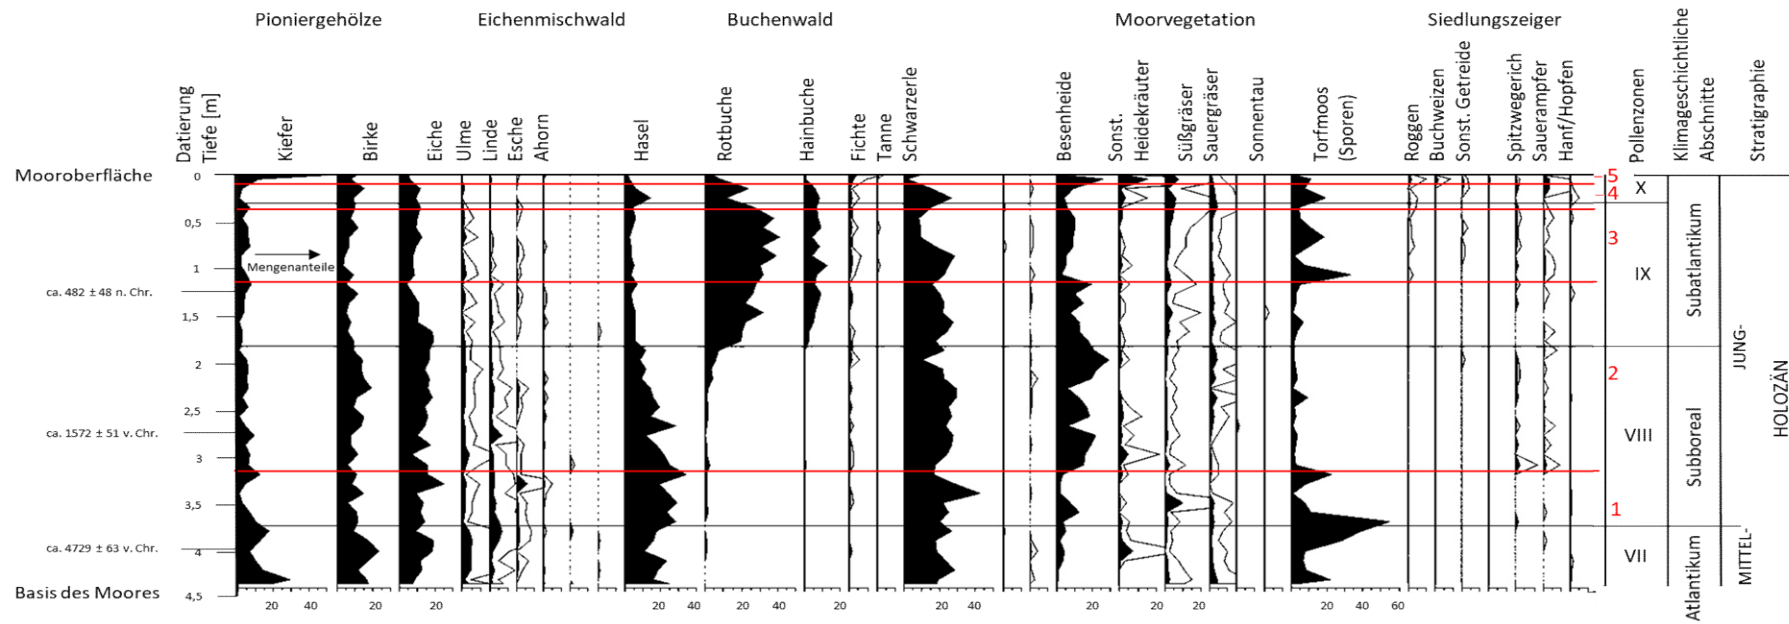 Pioniergehölze Eichenmischwald Buchenwald Moorvegetation Siedlungszeiger
Datierung
Tiefe [m]
Kiefer
Birke
Eiche
Ulme
Linde
Esche
Ahorn
Hasel
Rotbuche
Hainbuche
Fichte
Tanne
Schwarzerle
Besenheide
Sonst.
Heidekräuter
Süßgräser
Sauergräser
Sonnentau
Torfmoos
(Sporen)
Roggen
Buchweizen
Sonst. Getreide
Spitzwegerich
Sauerampfer
Hanf/Hopfen
Pollenzonen
Klimageschichtliche
Abschnitte
Stratigraphie
Mooroberfläche
0
0,5
1
1,5
2
2,5
3
3,5
4
4,5
Mengenanteile
ca. 482 ± 48 n. Chr.
ca. 1572 ± 51 v. Chr.
ca. 4729 ± 63 v. Chr.
Basis des Moores
20 40 20 20 20 40 20 40 20 20 40 20 20 20 40 60
5
4
3
2
1
X
IX
VIII
VII
Subatlantikum
Subboreal
Atlantikum
JUNG-
MITTEL-
HOLOZÄN